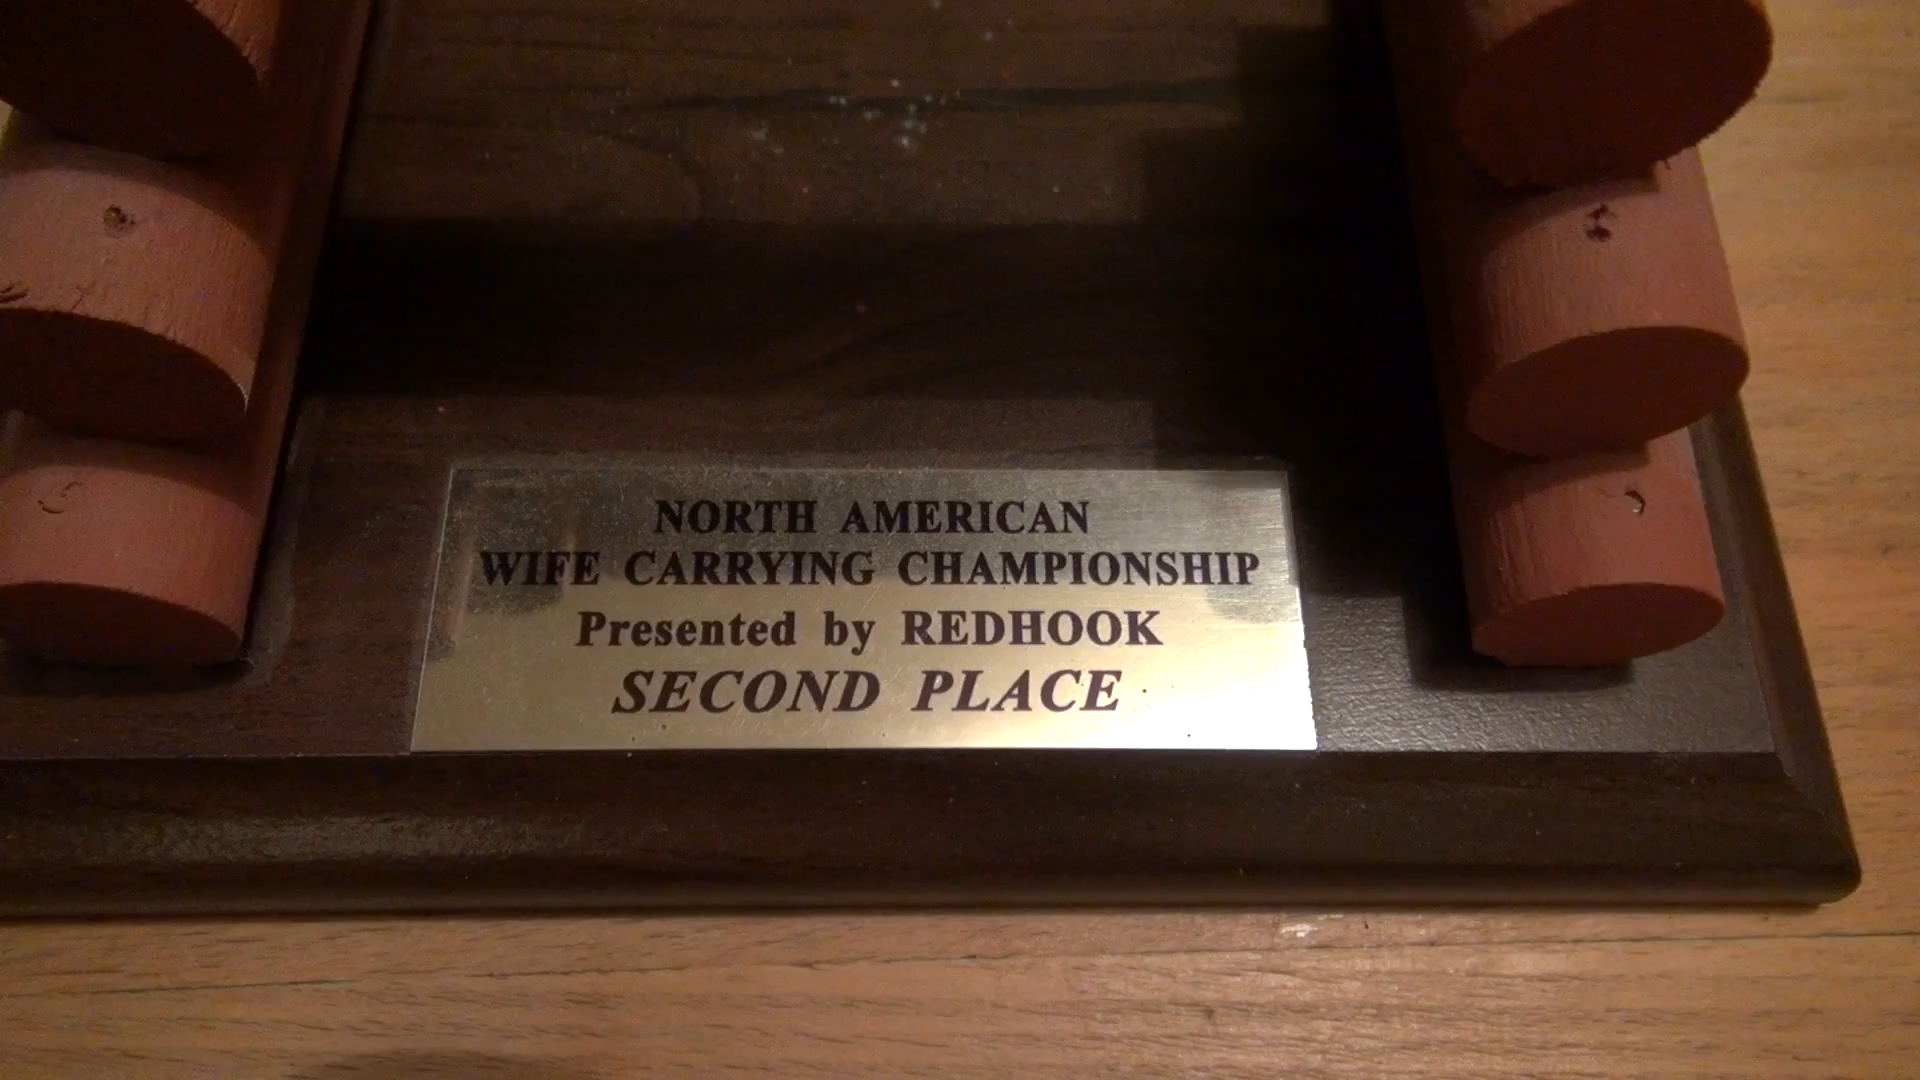 NORTH AMERICAN
WIFE CARRYING CHAMPIONSHIP
Presented by REDHOOK
SECOND PLACE